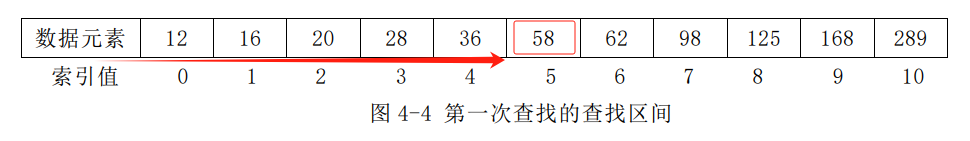 数据元素 12 16 20 28 36 58 62 98 125 168 289
索引值 0 1 2 3 4 5 6 7 8 9 10
图 4-4 第一次查找的查找区间